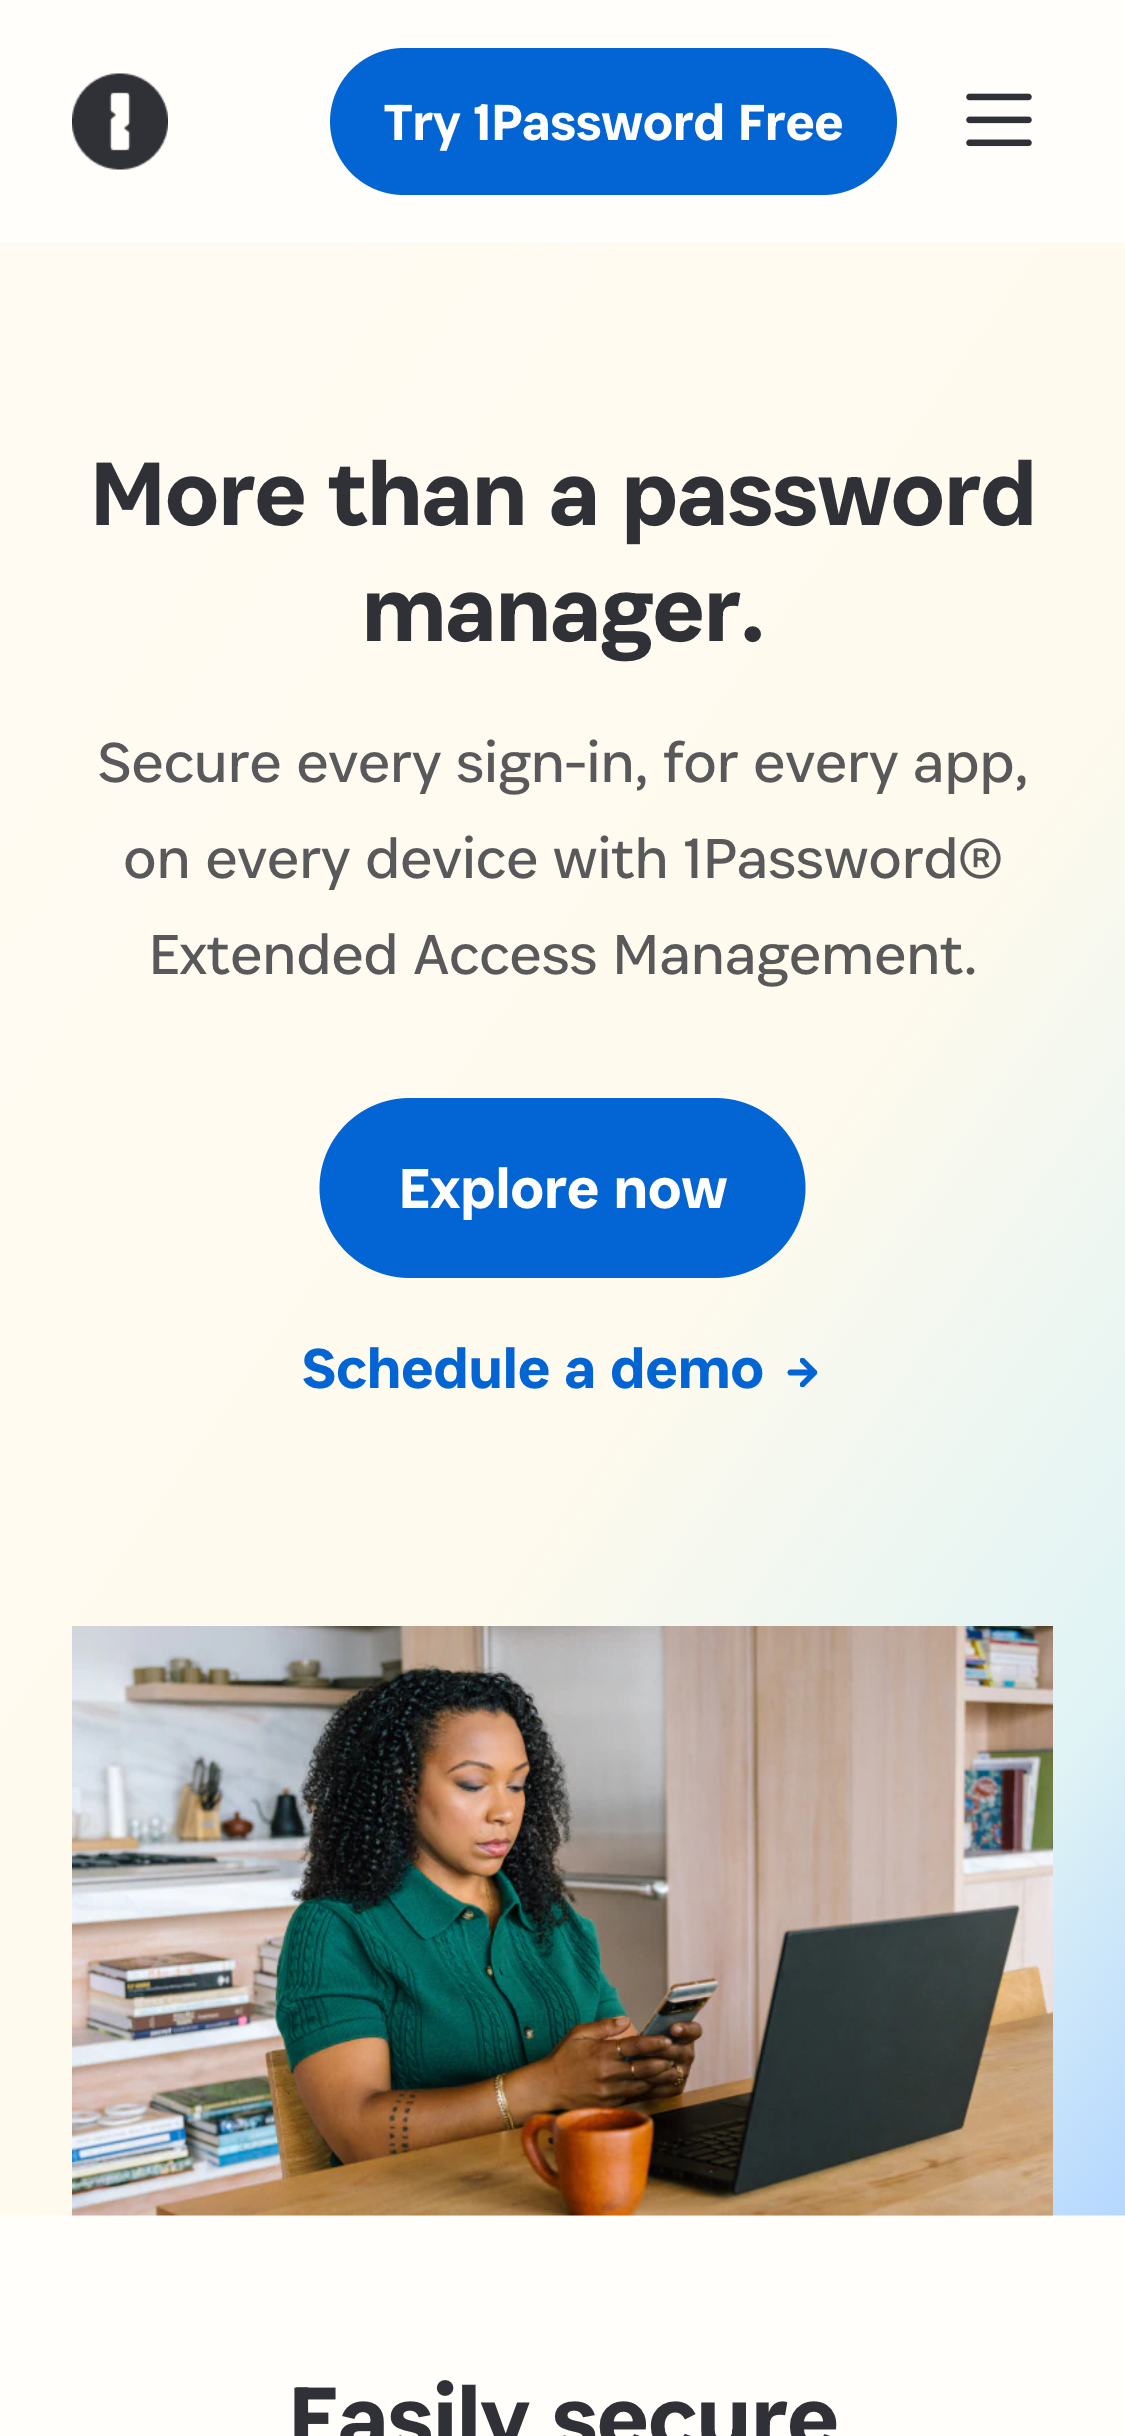 Try 1Password Free
More than a password
manager.
Secure every sign-in, for every app,
on every device with 1Password®
Extended Access Management.
Explore now
Schedule a demo →
Easily secure